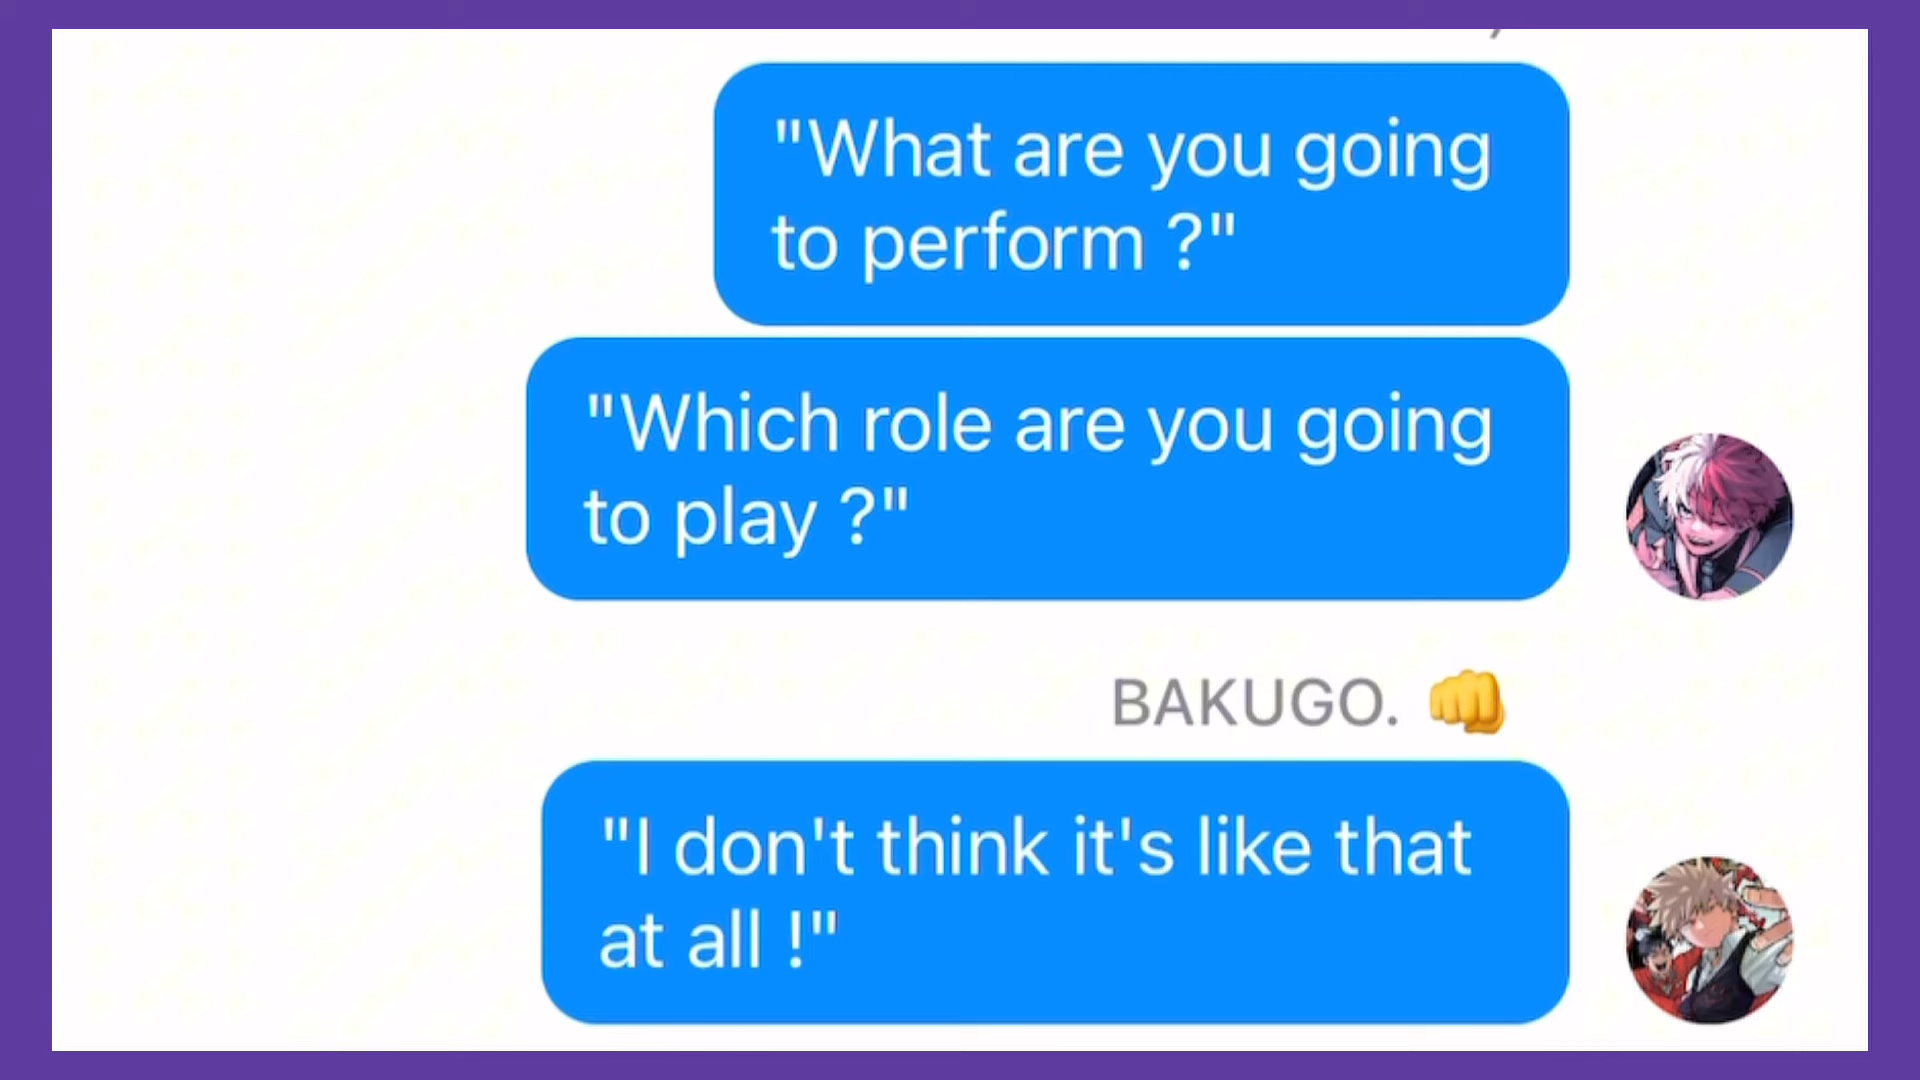 "What are you going
to perform ?"
"Which role are you going
to play ?"
BAKUGO. 👊
"I don't think it's like that
at all !"